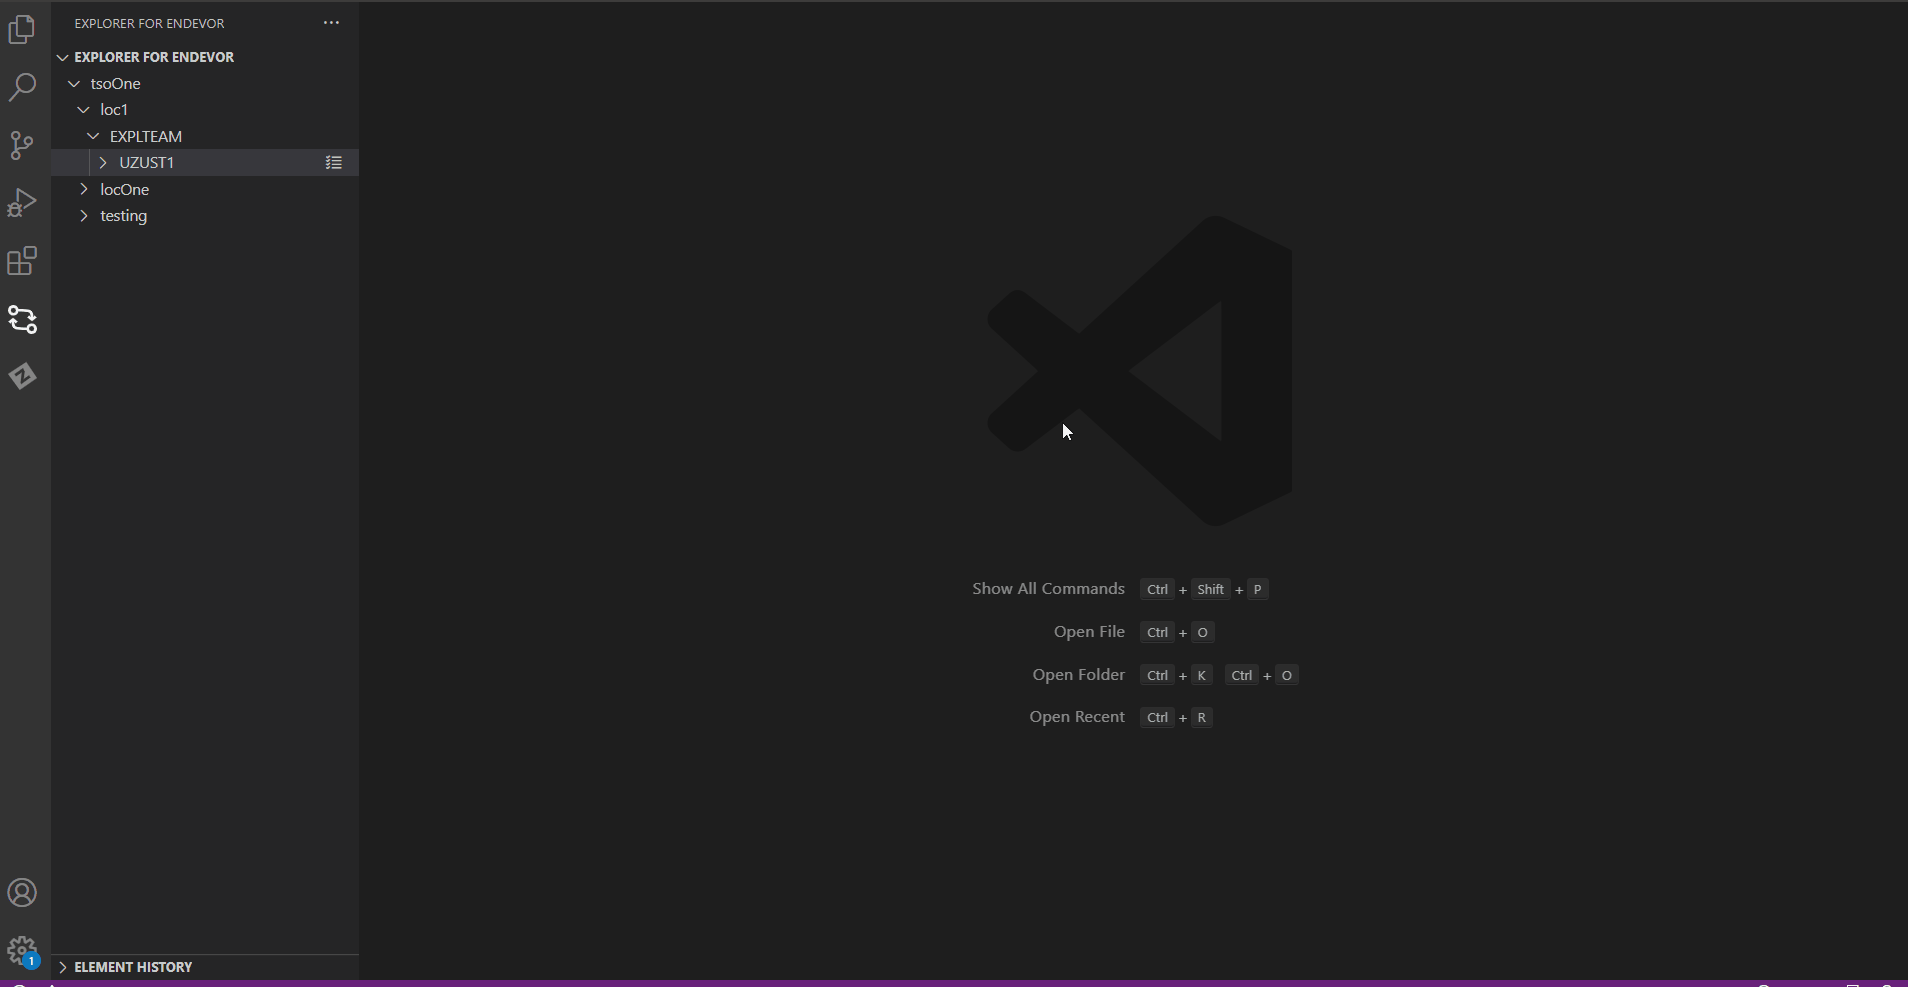 EXPLORER FOR ENDEVOR
EXPLORER FOR ENDEVOR
tsoOne
loc1
EXPLTEAM
UZUST1
locOne
testing
Show All Commands Ctrl + Shift + P
Open File Ctrl + O
Open Folder Ctrl + K Ctrl + O
Open Recent Ctrl + R
1
ELEMENT HISTORY